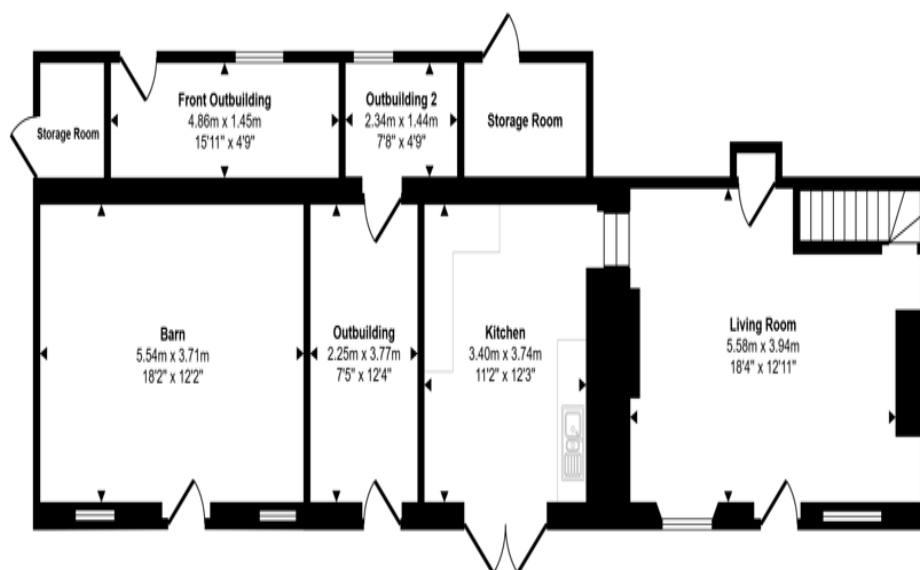 Storage Room
Front Outbuilding
4.86m x 1.45m
15'11" x 4'9"
Outbuilding 2
2.34m x 1.44m
7'8" x 4'9"
Storage Room
Barn
5.54m x 3.71m
18'2" x 12'2"
Outbuilding
2.25m x 3.77m
7'5" x 12'4"
Kitchen
3.40m x 3.74m
11'2" x 12'3"
Living Room
5.58m x 3.94m
18'4" x 12'11"